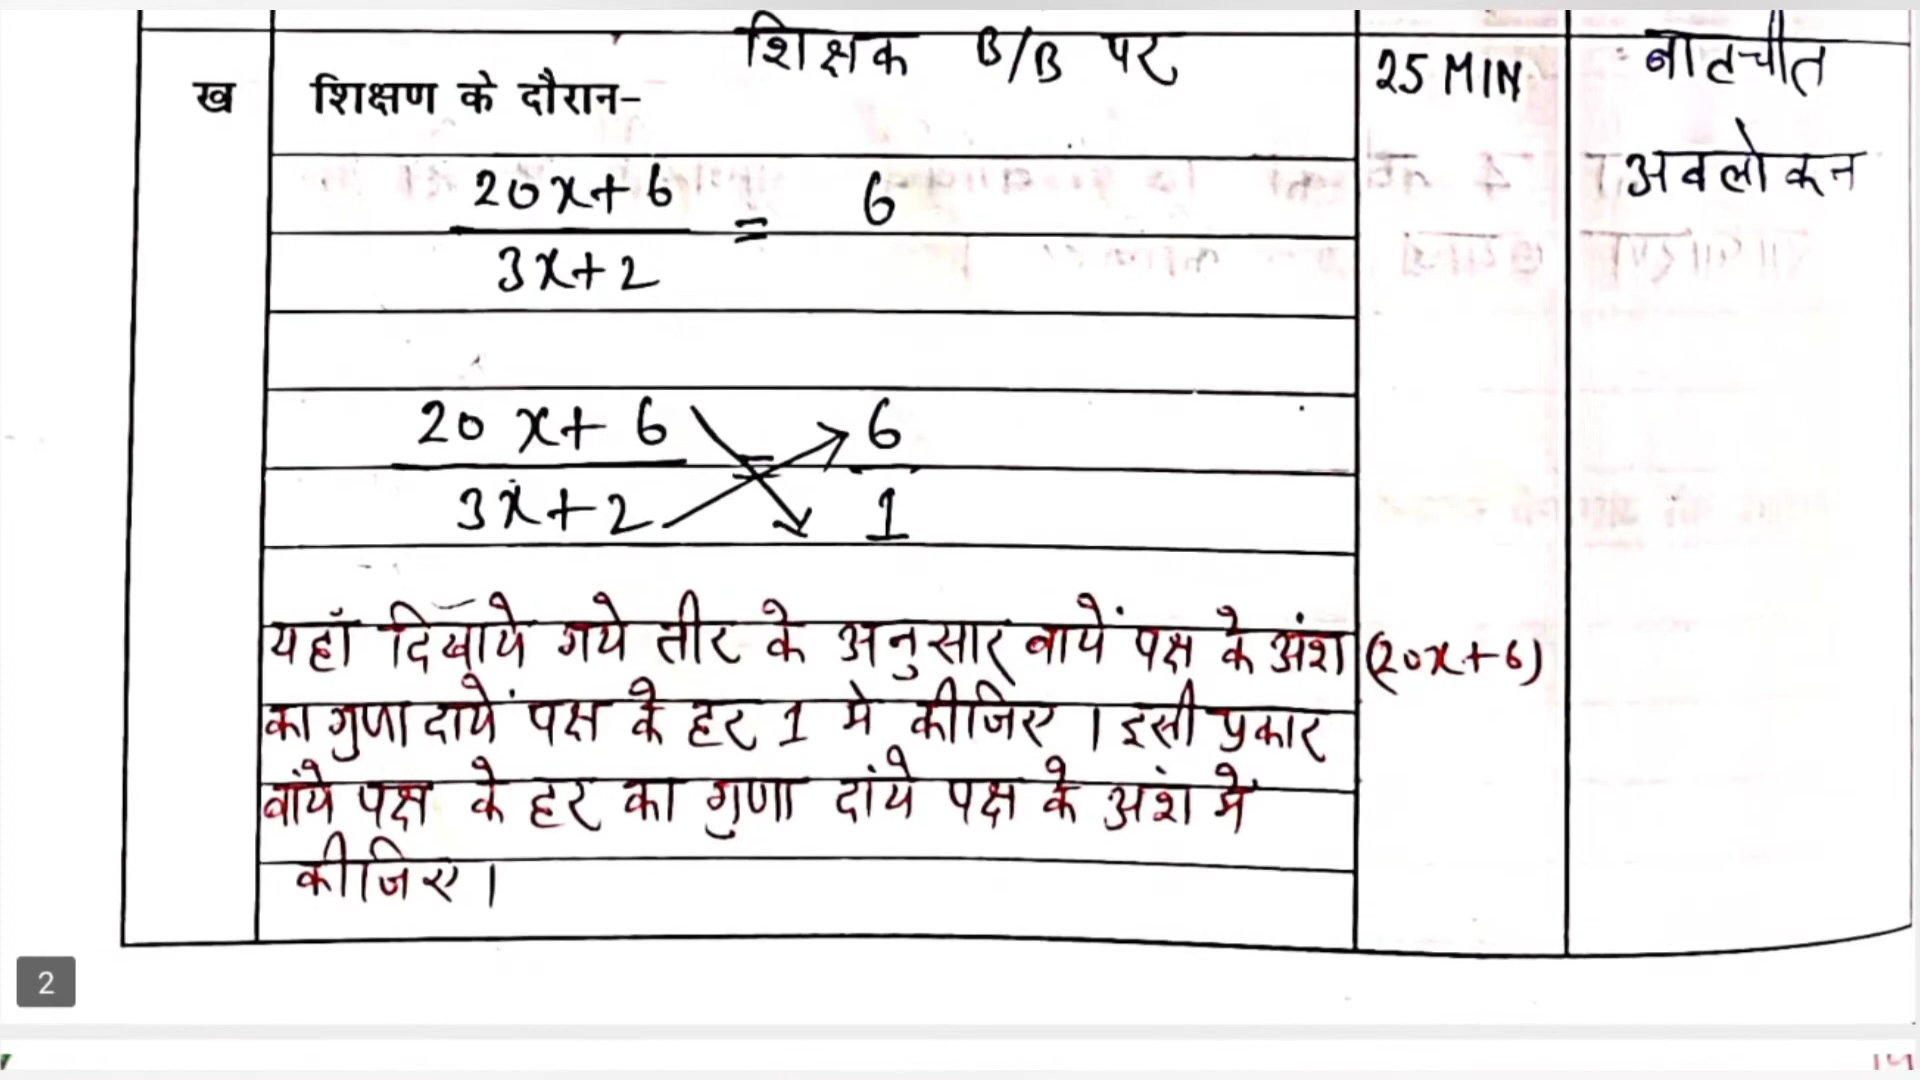 शिक्षक B/B पर
ख शिक्षण के दौरान- 25 MIN बातचीत
अवलोकन
20x+6 = 6
3x+2
20 x+ 6 = 6
3x+2 1
यहाँ दिखाये गये तीर के अनुसार बायें पक्ष के अंश (20x+6)
का गुणा दायें पक्ष के हर 1 मे कीजिए । इसी प्रकार
बांये पक्ष के हर का गुणा दांये पक्ष के अंश में
कीजिए ।
2